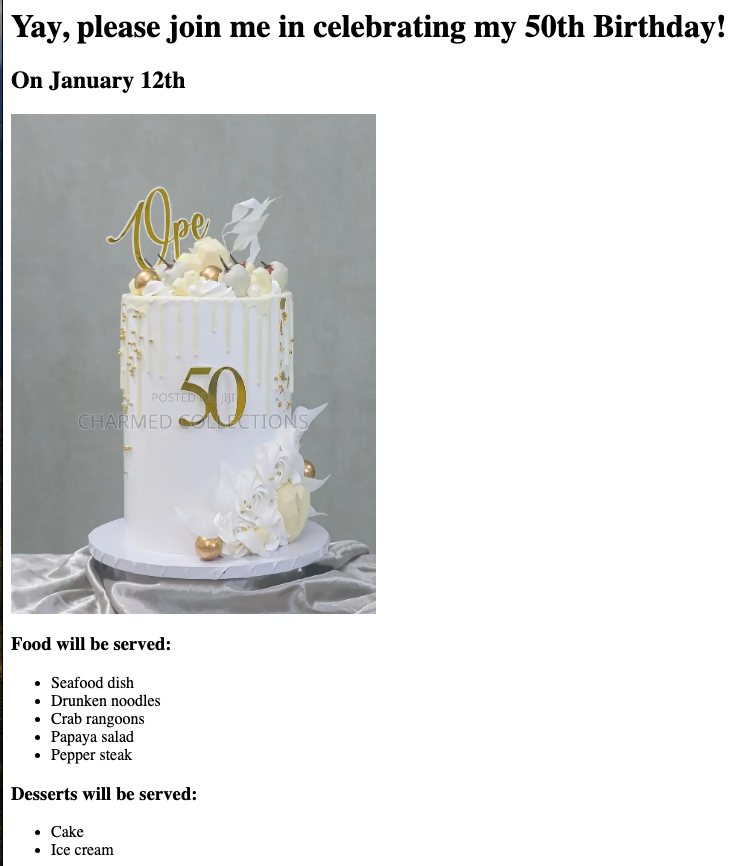 Yay, please join me in celebrating my 50th Birthday!
On January 12th
Ope
50
POSTED ON JIJI
CHARMED COLLECTIONS
Food will be served:
Seafood dish
Drunken noodles
Crab rangoons
Papaya salad
Pepper steak
Desserts will be served:
Cake
Ice cream